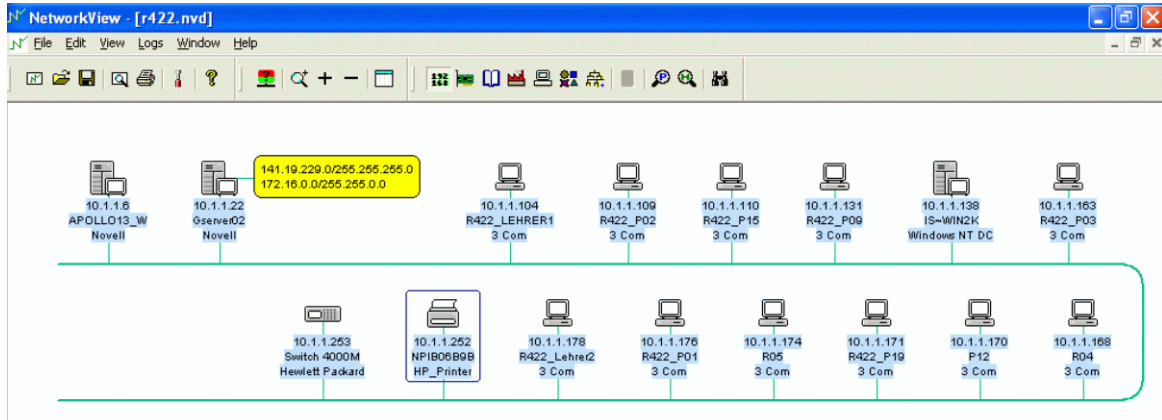 NetworkView - [r422.nvd]
File Edit View Logs Window Help
141.19.229.0/255.255.255.0
172.16.0.0/255.255.0.0
10.1.1.6
APOLLO13_W
Novell
10.1.1.22
Gserver02
Novell
10.1.1.104
R422_LEHRER1
3 Com
10.1.1.109
R422_P02
3 Com
10.1.1.110
R422_P15
3 Com
10.1.1.131
R422_P09
3 Com
10.1.1.138
IS~WIN2K
Windows NT DC
10.1.1.163
R422_P03
3 Com
10.1.1.253
Switch 4000M
Hewlett Packard
10.1.1.252
NPIB06B9B
HP_Printer
10.1.1.178
R422_Lehrer2
3 Com
10.1.1.176
R422_P01
3 Com
10.1.1.174
R05
3 Com
10.1.1.171
R422_P19
3 Com
10.1.1.170
P12
3 Com
10.1.1.168
R04
3 Com